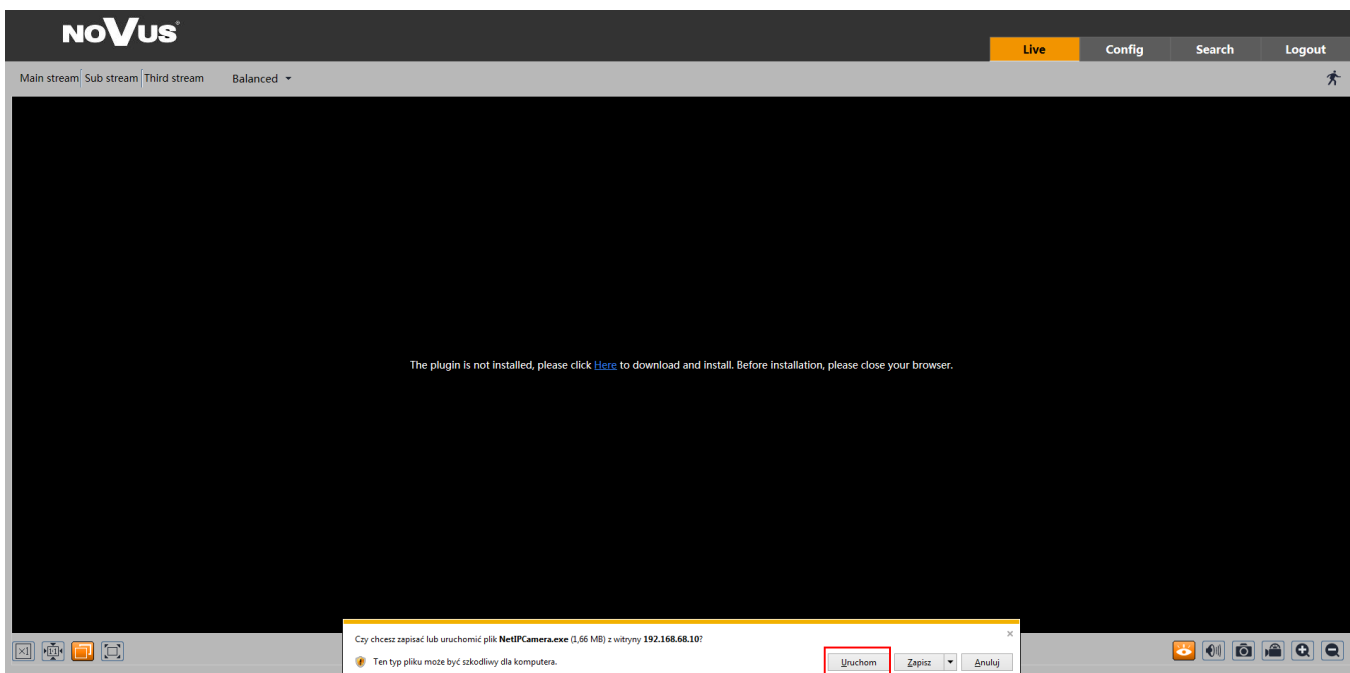 NOVUS®
Live Config Search Logout
Main stream Sub stream Third stream Balanced
The plugin is not installed, please click Here to download and install. Before installation, please close your browser.
Czy chcesz zapisać lub uruchomić plik NetIPCamera.exe (1,66 MB) z witryny 192.168.68.10?
Ten typ pliku może być szkodliwy dla komputera.
Uruchom Zapisz Anuluj
1:1